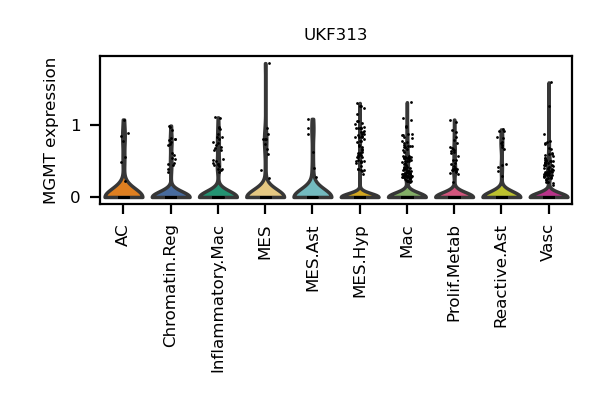 UKF313
MGMT expression
1
0
AC
Chromatin.Reg
Inflammatory.Mac
MES
MES.Ast
MES.Hyp
Mac
Prolif.Metab
Reactive.Ast
Vasc